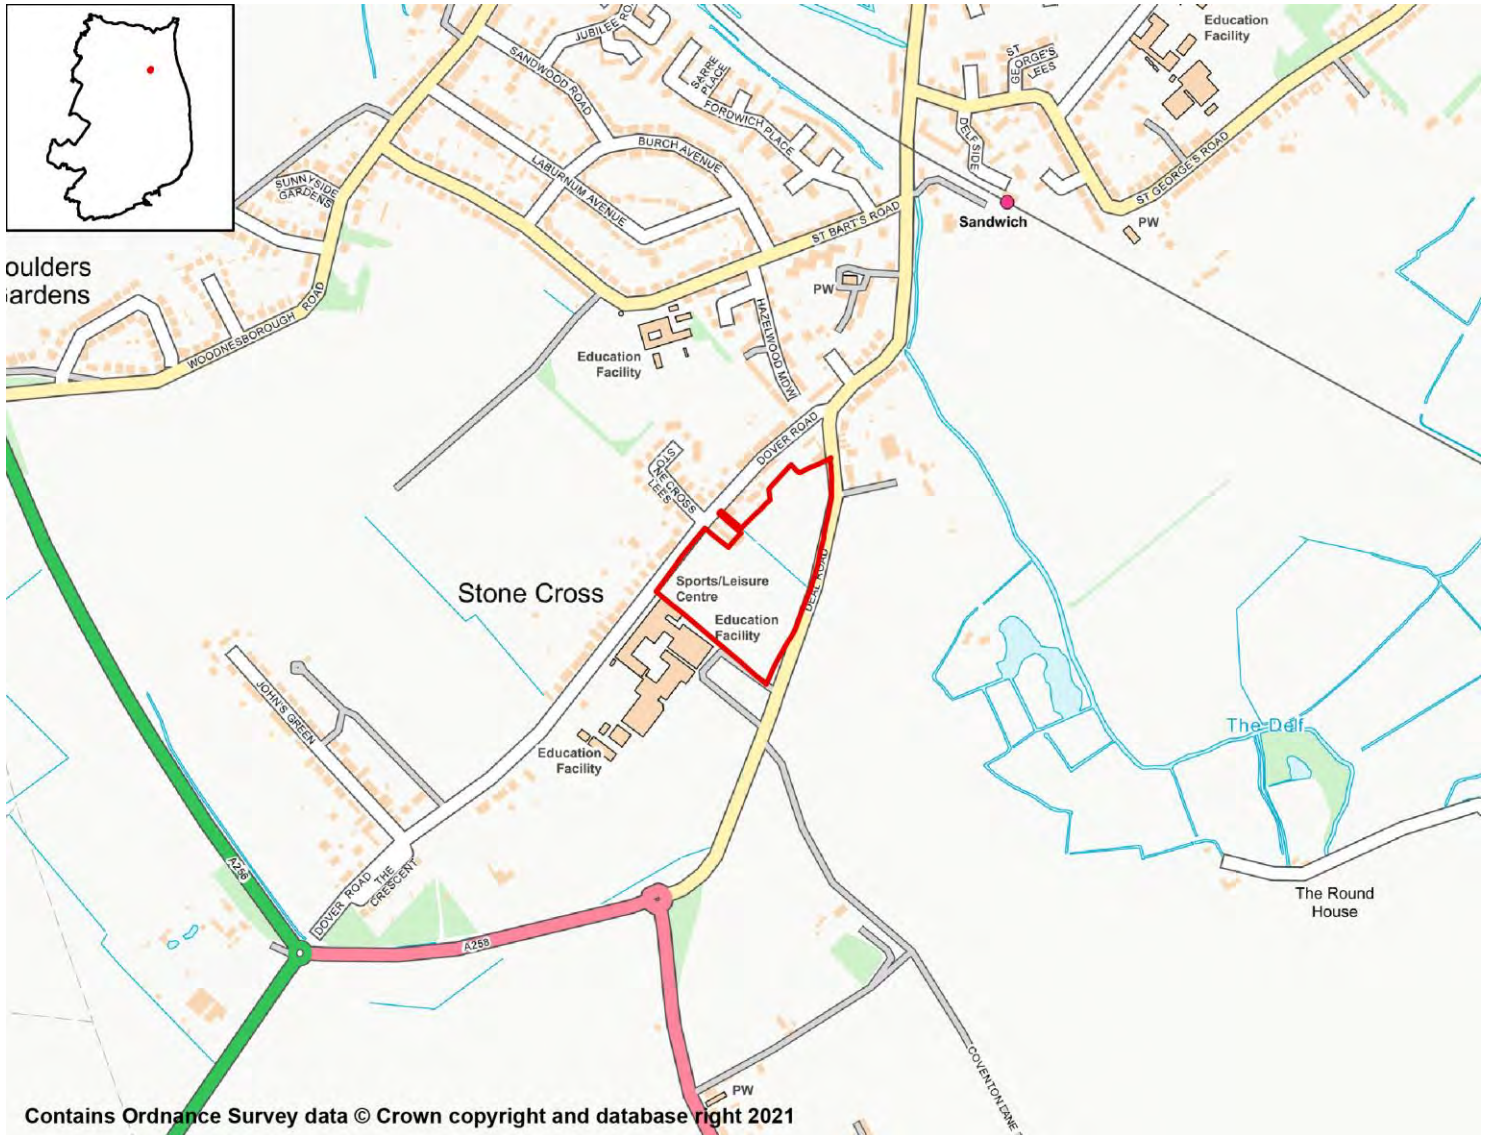 Education
Facility
JUBILEE RO
SANDWOOD ROAD
SARRE
PLACE
FORDWICH PLACE
ST
GEORGE'S
LEES
DELFSIDE
BURCH AVENUE
LABURNUM AVENUE
ST GEORGE'S ROAD
SUNNYSIDE
GARDENS
ST BART'S ROAD
Sandwich
PW
oulders
ardens
PW
WOODNESBOROUGH ROAD
HAZELWOOD MDW
Education
Facility
DOVER ROAD
STO
NE CROSS
LEES
Stone Cross
Sports/Leisure
Centre
DEAL ROAD
Education
Facility
JOHN'S GREEN
The Delf
Education
Facility
A256
DOVER ROAD
THE
CRESCENT
The Round
House
A258
COVENTON LANE
PW
Contains Ordnance Survey data © Crown copyright and database right 2021